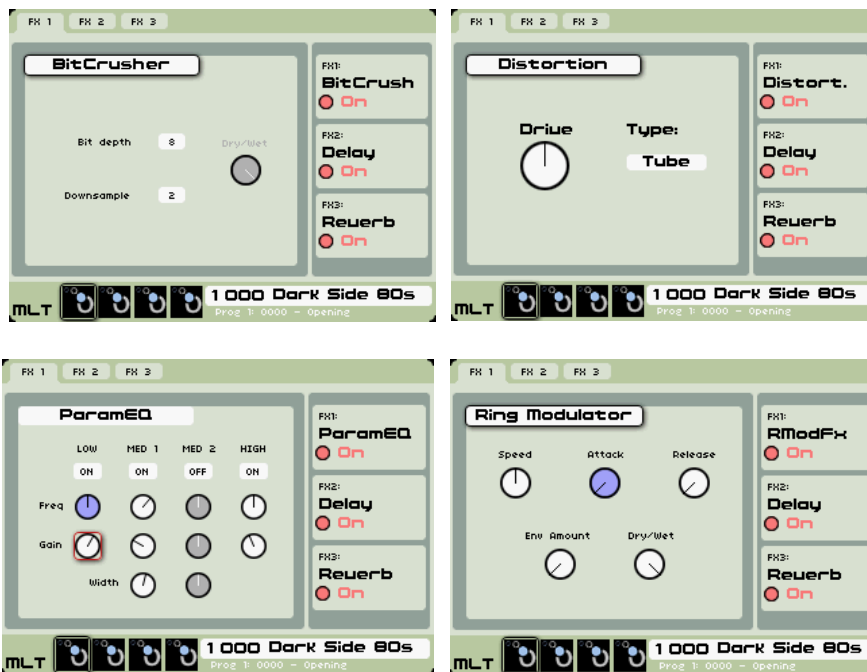 FX 1 FX 2 FX 3
BitCrusher
Bit depth 8 Dry/Wet
Downsample 2
FX1:
BitCrush
On
FX2:
Delay
On
FX3:
Reverb
On
MLT 1 000 Dark Side 80s
Prog 1: 0000 - Opening
FX 1 FX 2 FX 3
Distortion
Drive Type:
Tube
FX1:
Distort.
On
FX2:
Delay
On
FX3:
Reverb
On
MLT 1 000 Dark Side 80s
Prog 1: 0000 - Opening
FX 1 FX 2 FX 3
ParamEQ
LOW MED 1 MED 2 HIGH
ON ON OFF ON
Freq
Gain
Width
FX1:
ParamEQ
On
FX2:
Delay
On
FX3:
Reverb
On
MLT 1 000 Dark Side 80s
Prog 1: 0000 - Opening
FX 1 FX 2 FX 3
Ring Modulator
Speed Attack Release
Env Amount Dry/Wet
FX1:
RModFx
On
FX2:
Delay
On
FX3:
Reverb
On
MLT 1 000 Dark Side 80s
Prog 1: 0000 - Opening